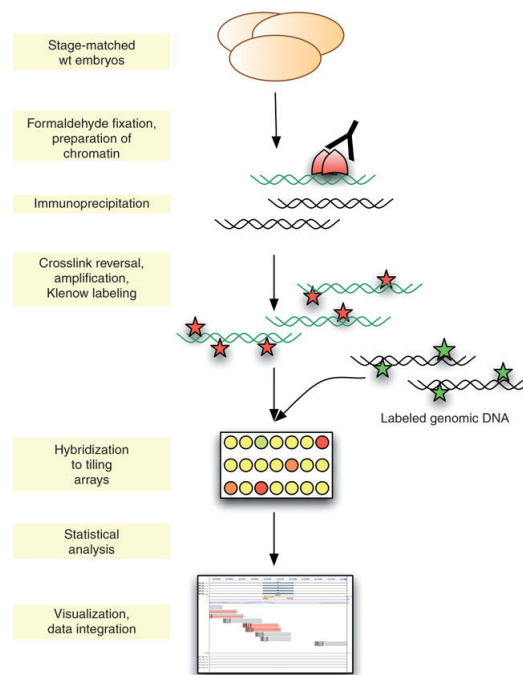 Stage-matched
wt embryos
Formaldehyde fixation,
preparation of
chromatin
Immunoprecipitation
Crosslink reversal,
amplification,
Klenow labeling
Labeled genomic DNA
Hybridization
to tiling
arrays
Statistical
analysis
Visualization,
data integration